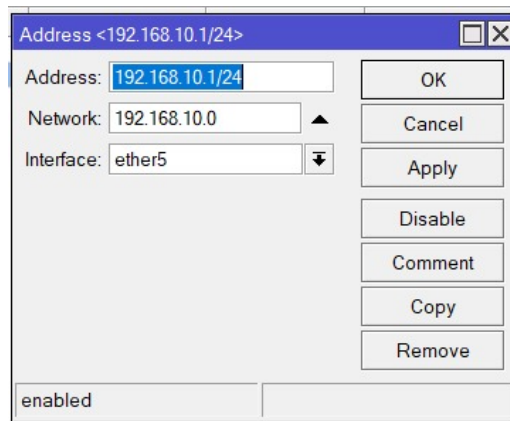 Address <192.168.10.1/24>
Address: 192.168.10.1/24
OK
Network: 192.168.10.0
Cancel
Interface: ether5
Apply
Disable
Comment
Copy
Remove
enabled